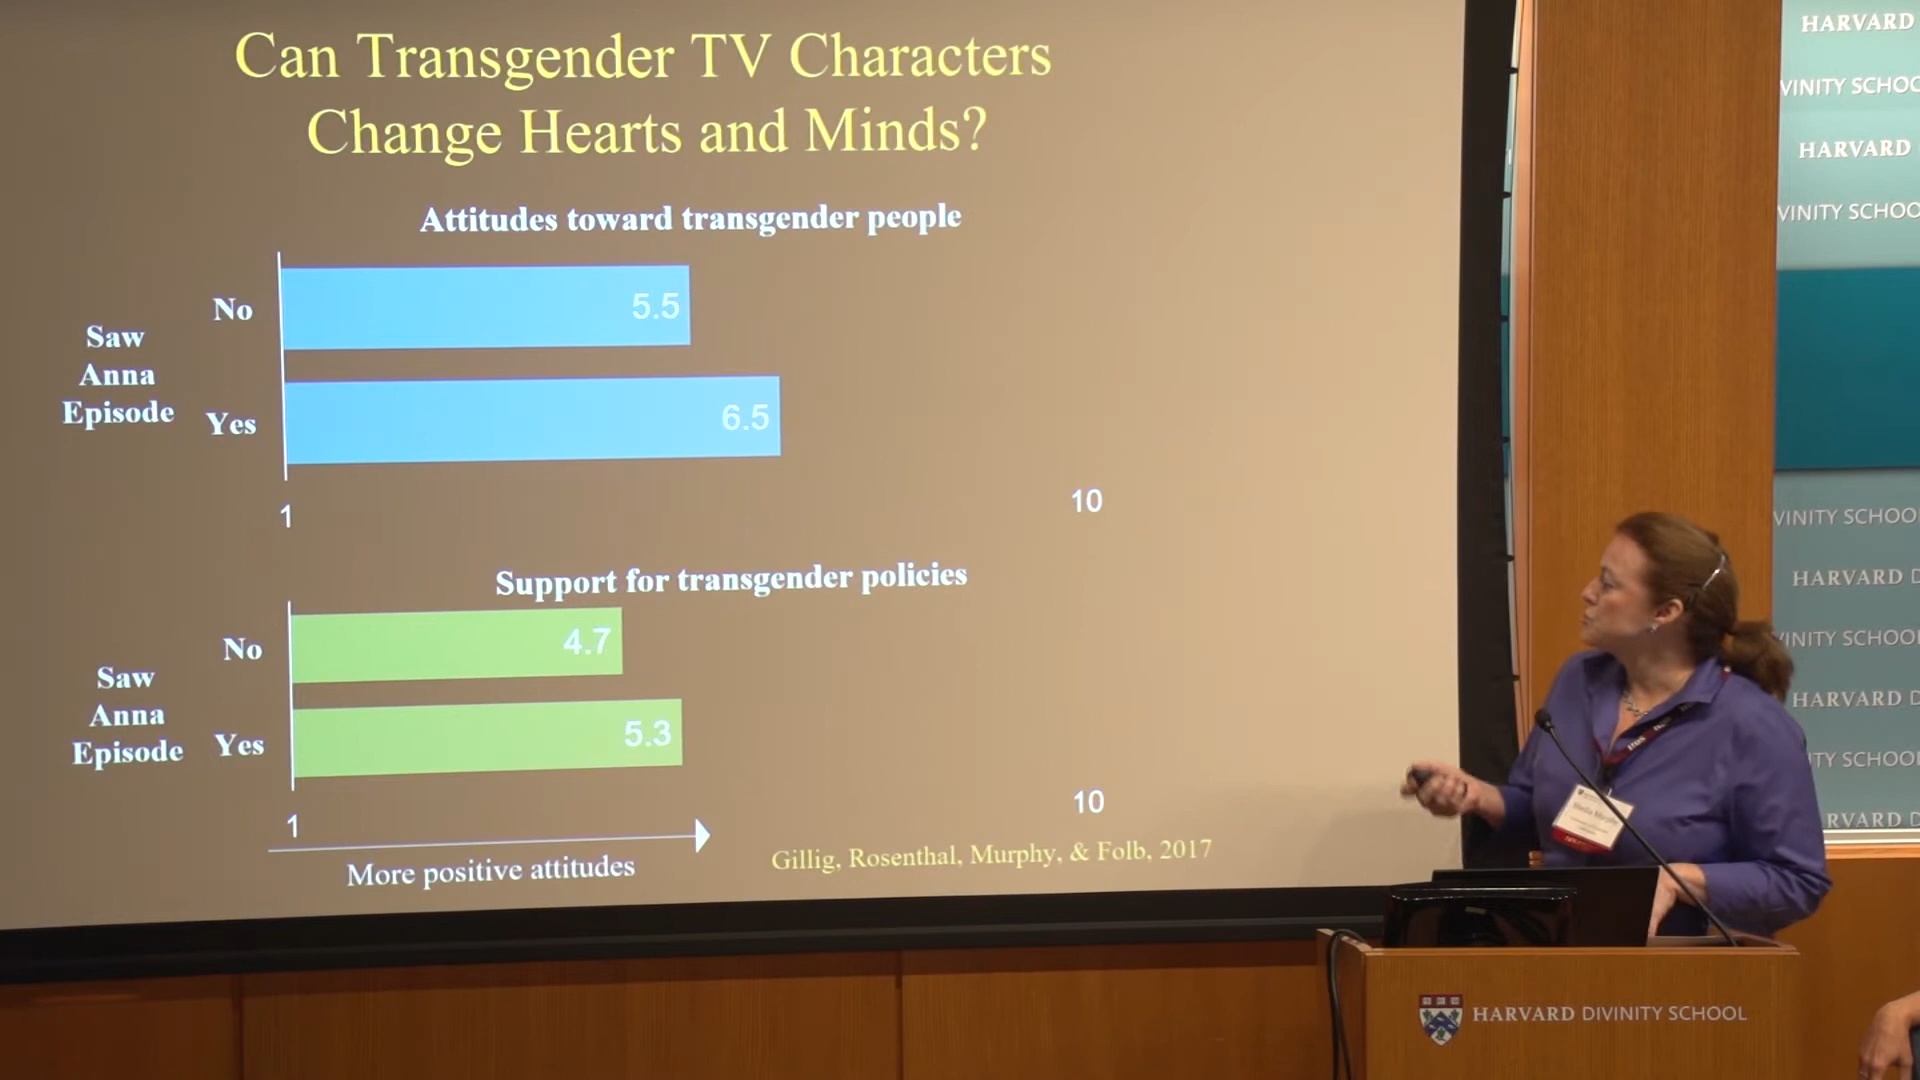 Can Transgender TV Characters
Change Hearts and Minds?
Attitudes toward transgender people
Saw
Anna
Episode
No
5.5
Yes
6.5
1
10
Support for transgender policies
Saw
Anna
Episode
No
4.7
Yes
5.3
1
10
More positive attitudes
Gillig, Rosenthal, Murphy, & Folb, 2017
HARVARD
VINITY SCHOO
HARVARD
VINITY SCHOO
VINITY SCHOO
HARVARD D
VINITY SCHOO
HARVARD D
ITY SCHOO
RVARD D
HARVARD DIVINITY SCHOOL